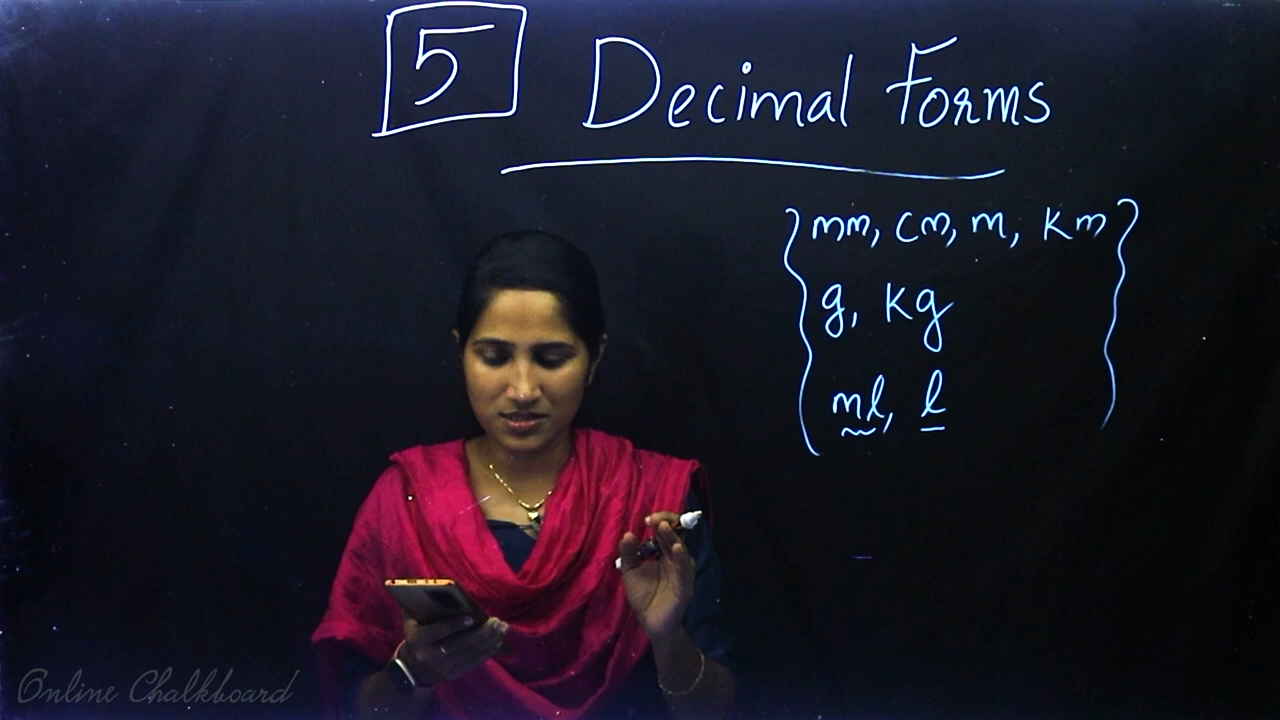 5 Decimal Forms
mm, cm, m, km
g, kg
ml, l
Online Chalkboard